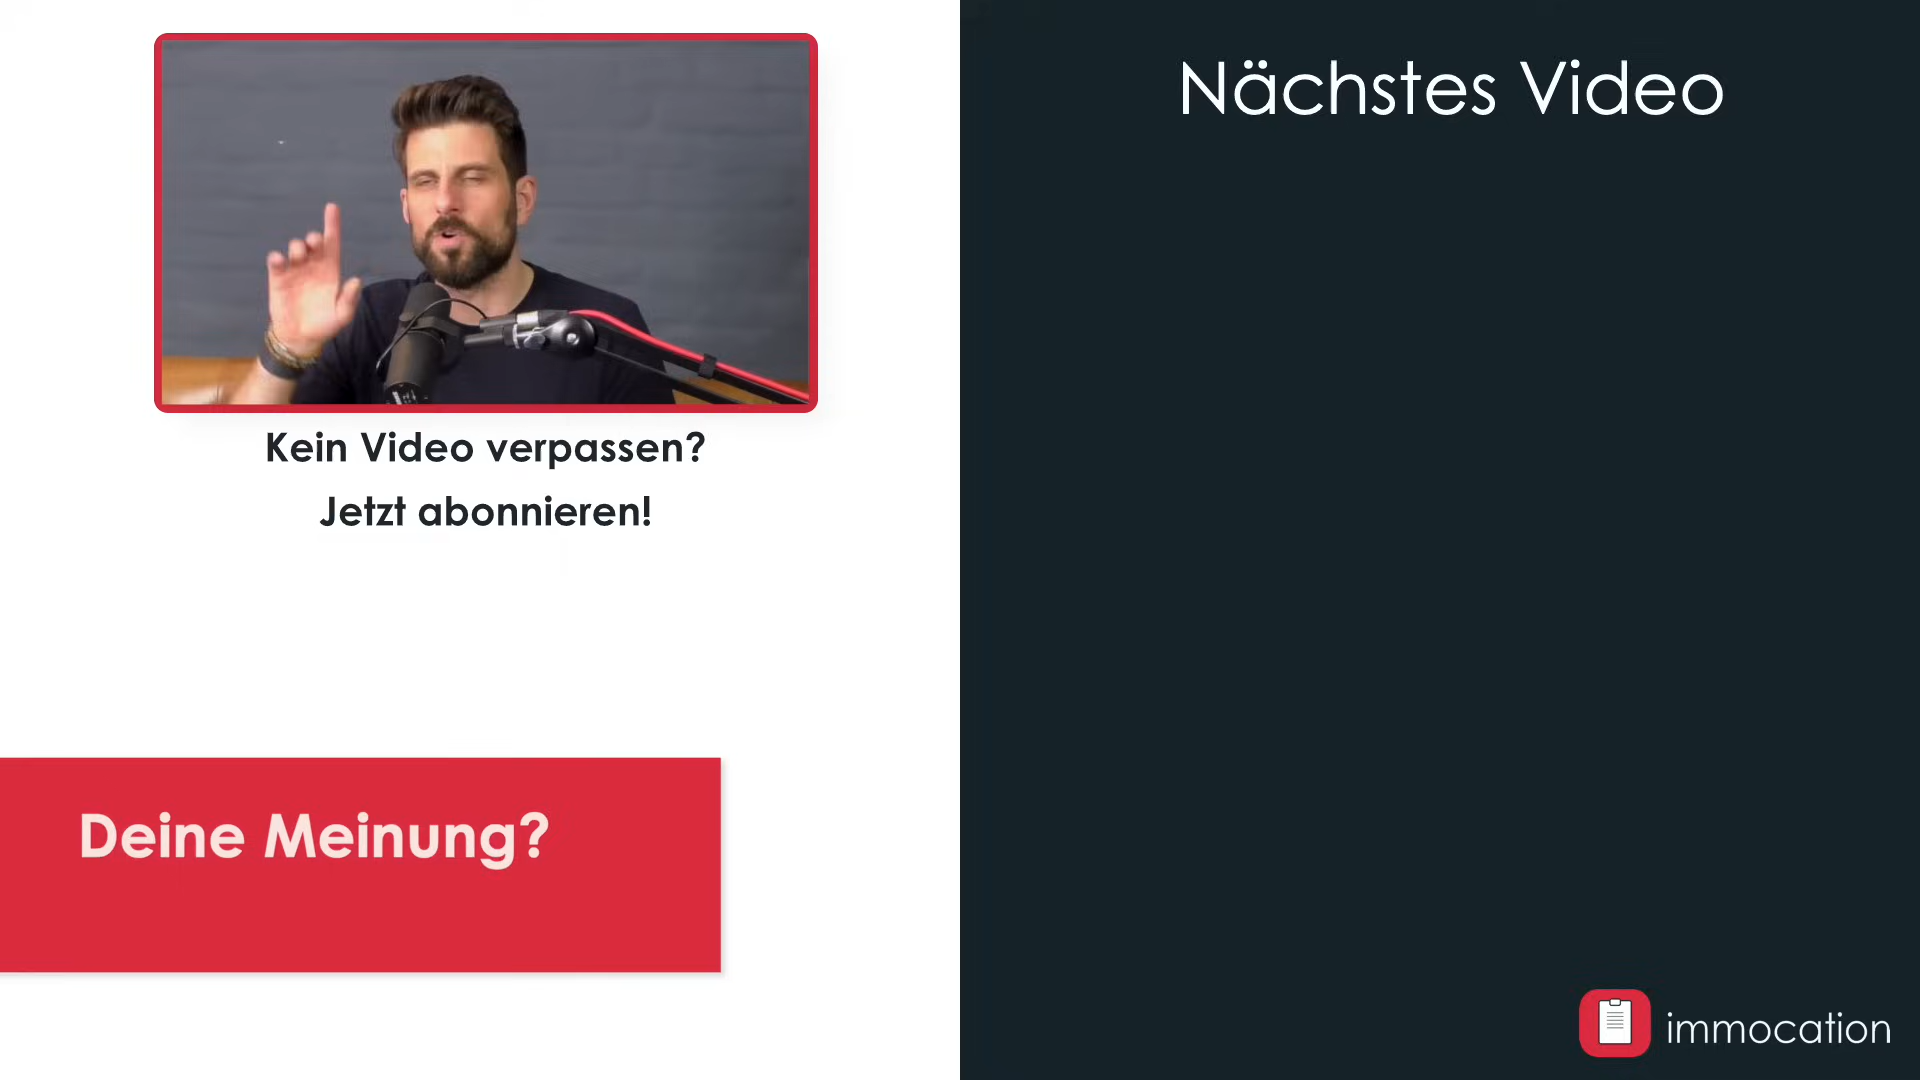 Kein Video verpassen?
Jetzt abonnieren!
Deine Meinung?
Nächstes Video
immocation